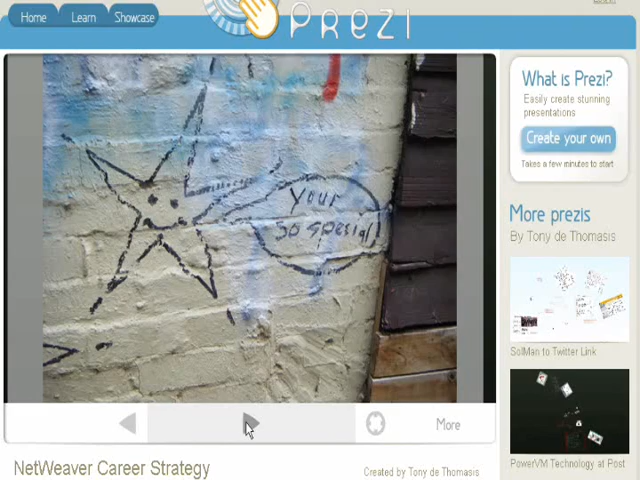 Home
Learn
Showcase
PREZI
Your
So spesial
What is Prezi?
Easily create stunning
presentations
Create your own
Takes a few minutes to start
More prezis
By Tony de Thomasis
SolMan to Twitter Link
PowerVM Technology at Post
More
NetWeaver Career Strategy
Created by Tony de Thomasis